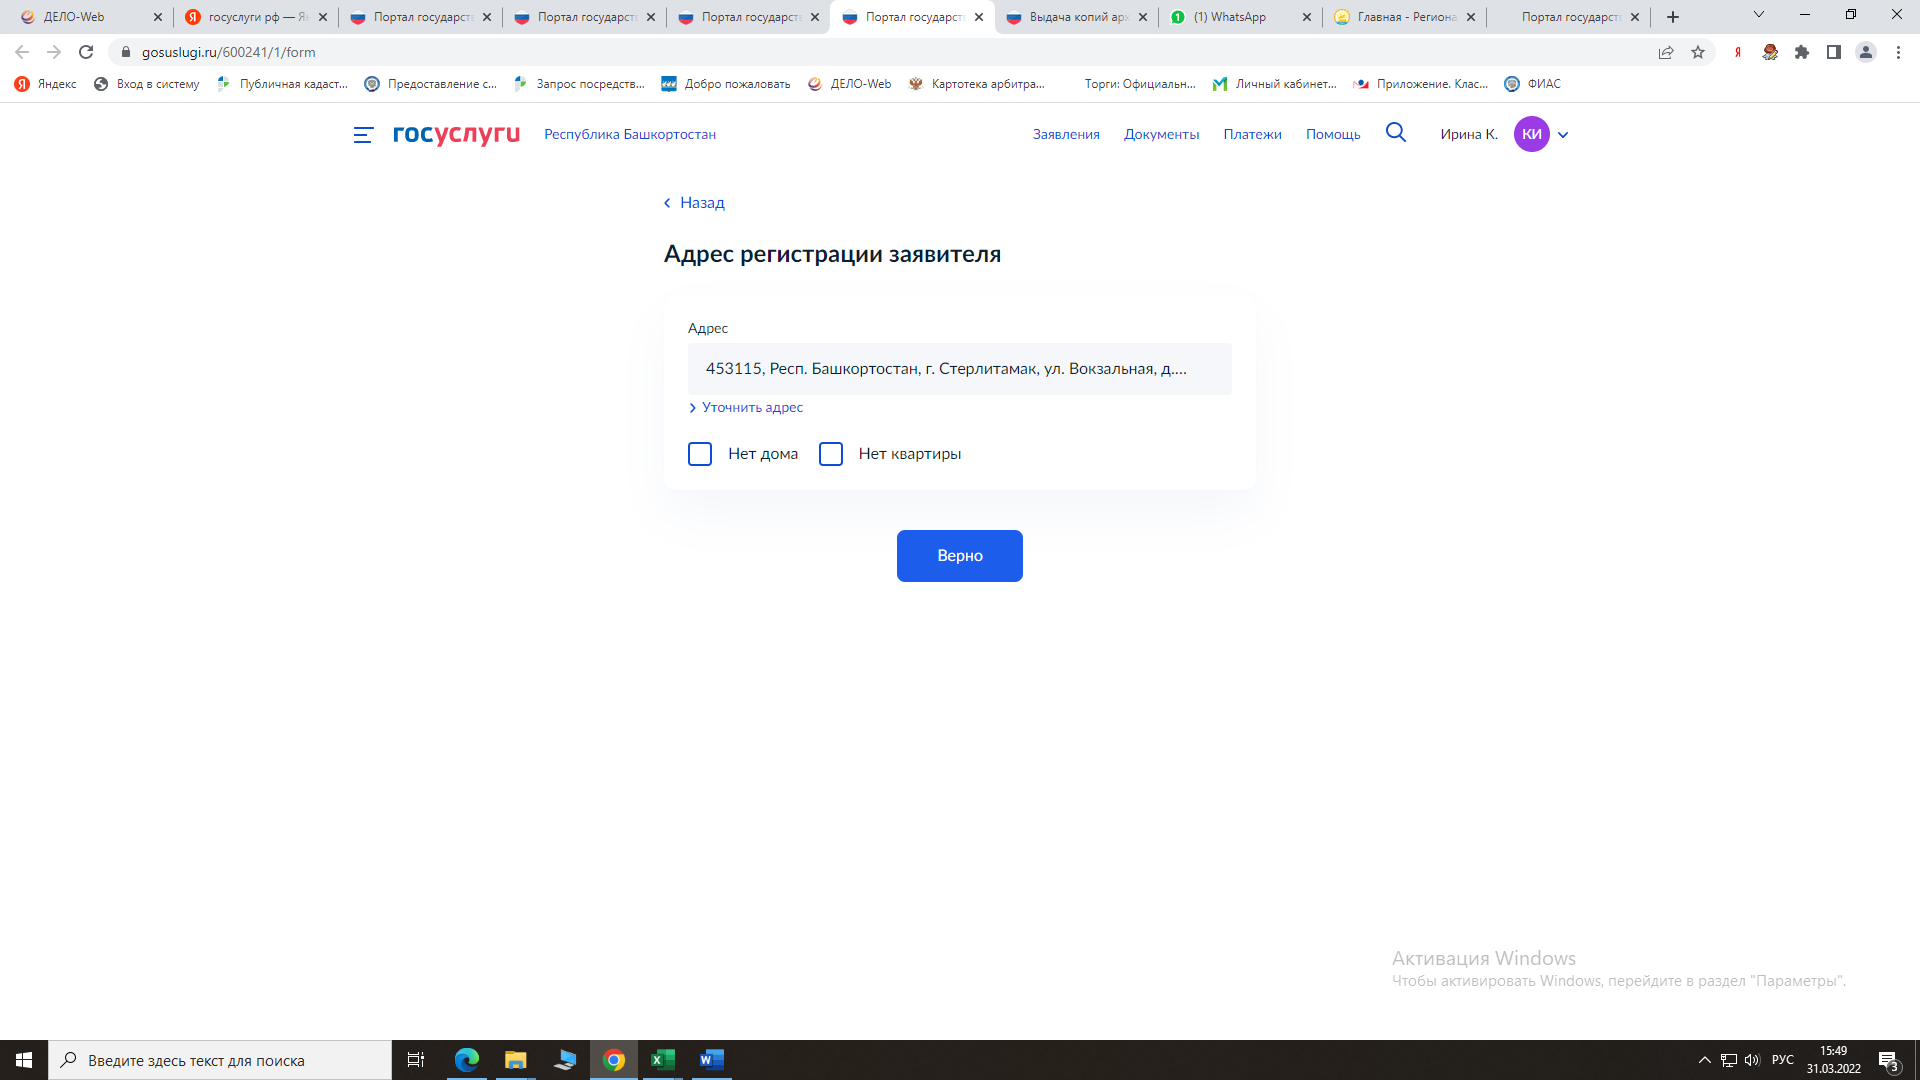 ДЕЛО-Web
госуслуги рф — Ян
Портал государст
Портал государст
Портал государст
Портал государст
Выдача копий арх
(1) WhatsApp
Главная - Региона
Портал государст
gosuslugi.ru/600241/1/form
Яндекс
Вход в систему
Публичная кадаст...
Предоставление с...
Запрос посредств...
Добро пожаловать
ДЕЛО-Web
Картотека арбитра...
Торги: Официальн...
Личный кабинет...
Приложение. Клас...
ФИАС
госуслуги
Республика Башкортостан
Заявления
Документы
Платежи
Помощь
Ирина К.
КИ
Назад
Адрес регистрации заявителя
Адрес
453115, Респ. Башкортостан, г. Стерлитамак, ул. Вокзальная, д....
Уточнить адрес
Нет дома
Нет квартиры
Верно
Активация Windows
Чтобы активировать Windows, перейдите в раздел "Параметры".
Введите здесь текст для поиска
РУС
15:49
31.03.2022
3